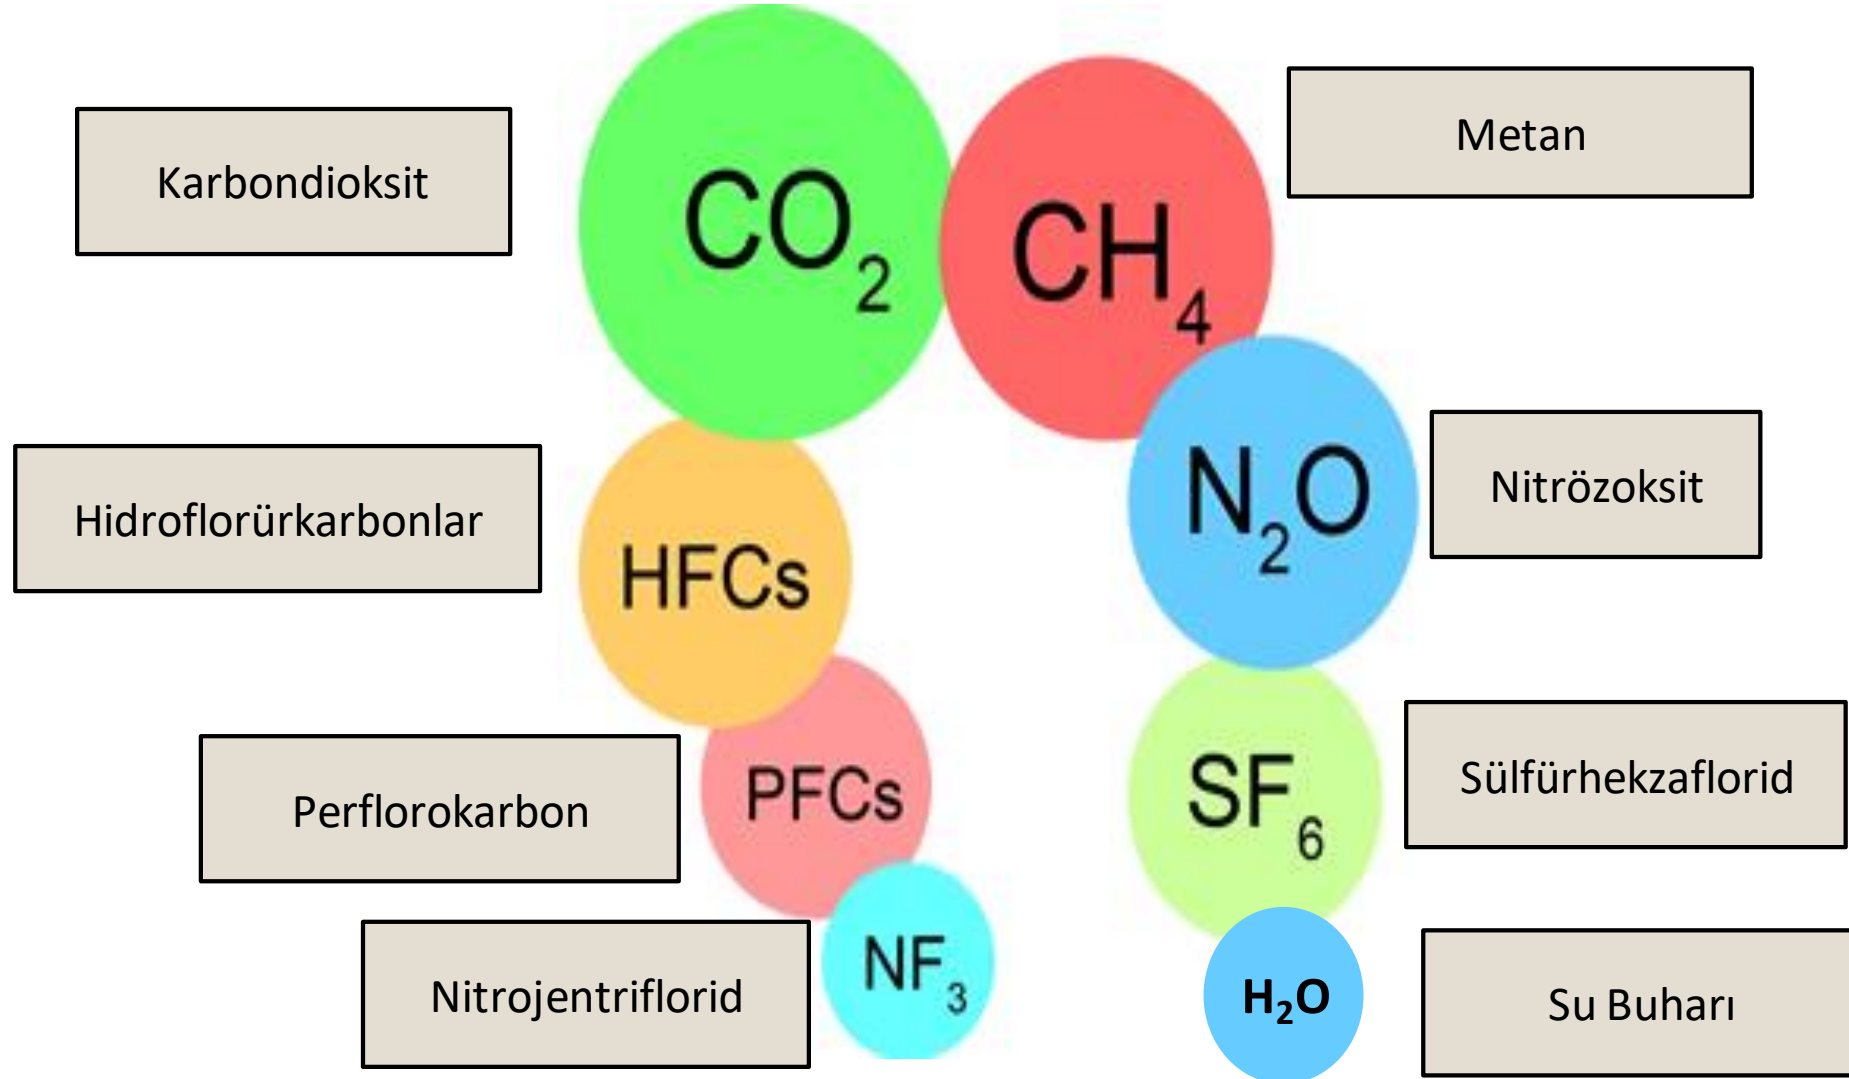 Karbondioksit
CO₂
CH₄
Metan
Hidroflorürkarbonlar
HFCs
N₂O
Nitrözoksit
Perflorokarbon
PFCs
SF₆
Sülfürhekzaflorid
Nitrojentriflorid
NF₃
H₂O
Su Buharı